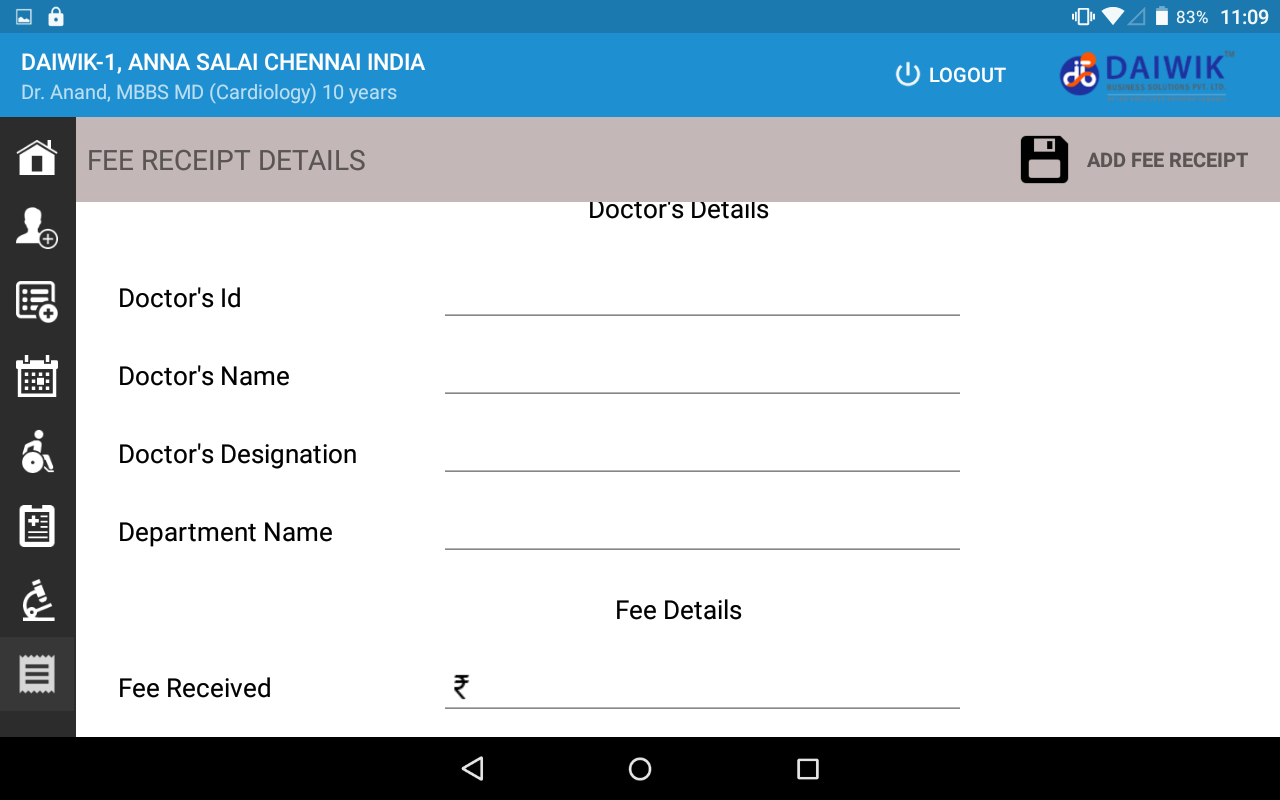 83% 11:09
DAIWIK-1, ANNA SALAI CHENNAI INDIA
Dr. Anand, MBBS MD (Cardiology) 10 years
LOGOUT
DAIWIK™
BUSINESS SOLUTIONS PVT. LTD.
FEE RECEIPT DETAILS
ADD FEE RECEIPT
Doctor's Details
Doctor's Id
Doctor's Name
Doctor's Designation
Department Name
Fee Details
Fee Received ₹